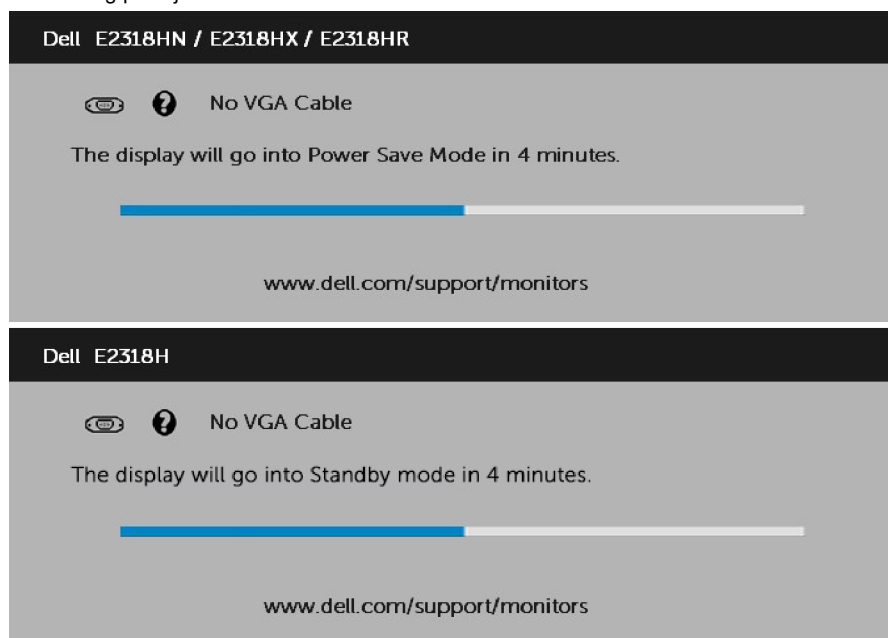 Dell E2318HN / E2318HX / E2318HR
No VGA Cable
The display will go into Power Save Mode in 4 minutes.
www.dell.com/support/monitors
Dell E2318H
No VGA Cable
The display will go into Standby mode in 4 minutes.
www.dell.com/support/monitors